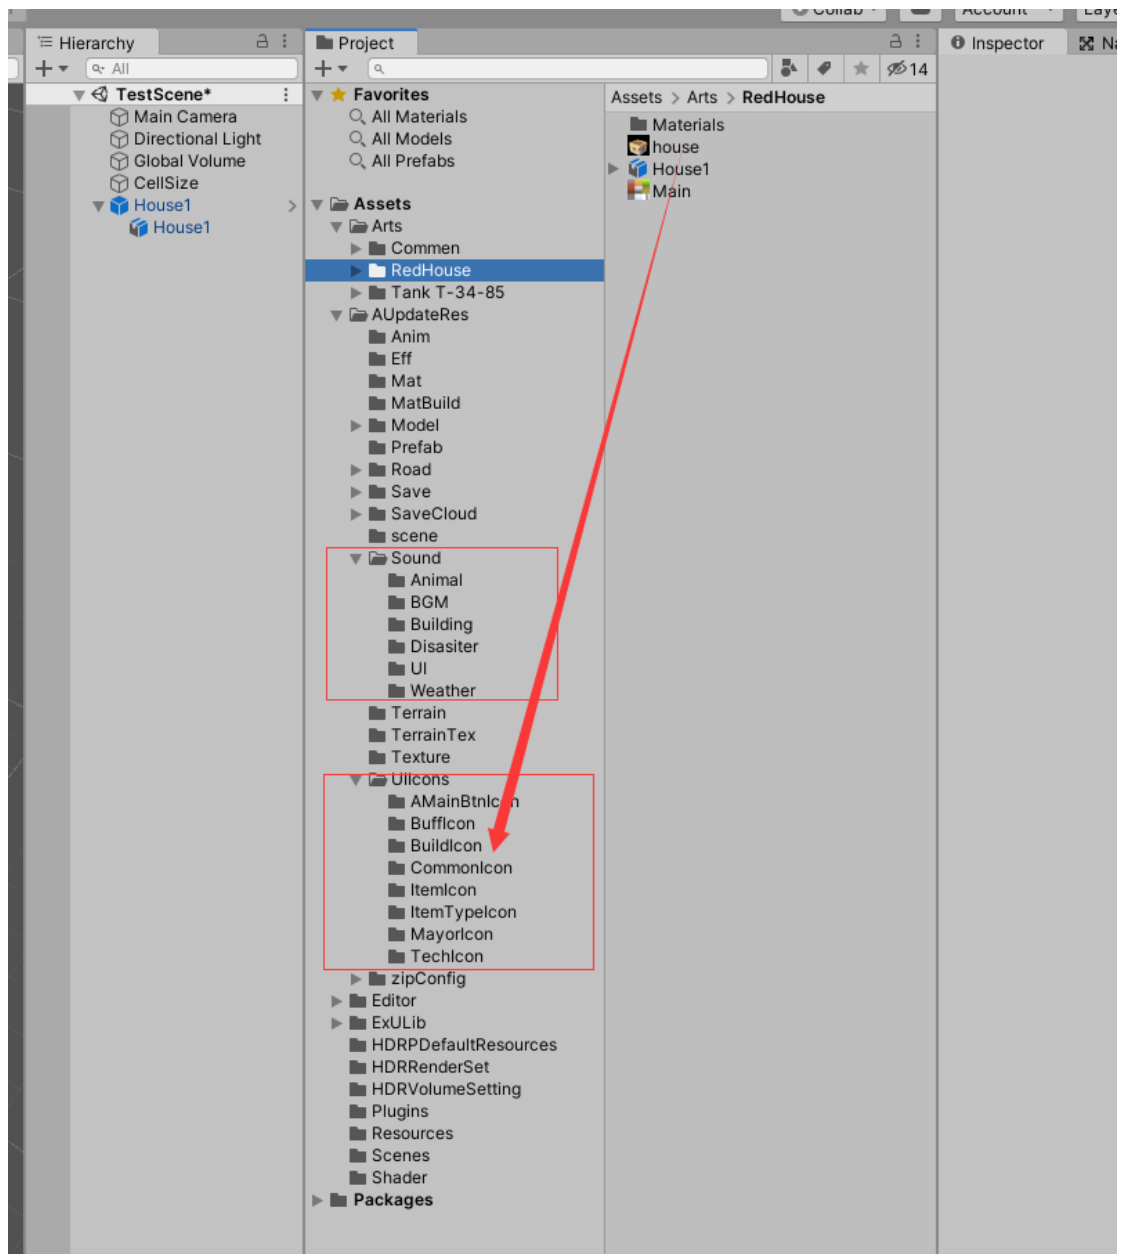 Collab
Account
Hierarchy
All
TestScene*
Main Camera
Directional Light
Global Volume
CellSize
House1
House1
Project
14
Favorites
All Materials
All Models
All Prefabs
Assets
Arts
Commen
RedHouse
Tank T-34-85
AUpdateRes
Anim
Eff
Mat
MatBuild
Model
Prefab
Road
Save
SaveCloud
scene
Sound
Animal
BGM
Building
Disasiter
UI
Weather
Terrain
TerrainTex
Texture
UIIcons
AMainBtnIcon
BuffIcon
BuildIcon
CommonIcon
ItemIcon
ItemTypeIcon
MayorIcon
TechIcon
zipConfig
Editor
ExULib
HDRPDefaultResources
HDRRenderSet
HDRVolumeSetting
Plugins
Resources
Scenes
Shader
Packages
Assets > Arts > RedHouse
Materials
house
House1
Main
Inspector